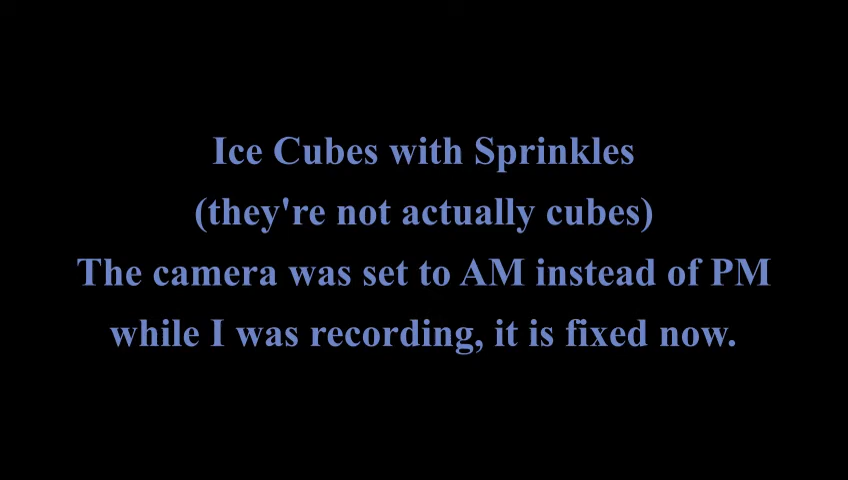 Ice Cubes with Sprinkles
(they're not actually cubes)
The camera was set to AM instead of PM
while I was recording, it is fixed now.